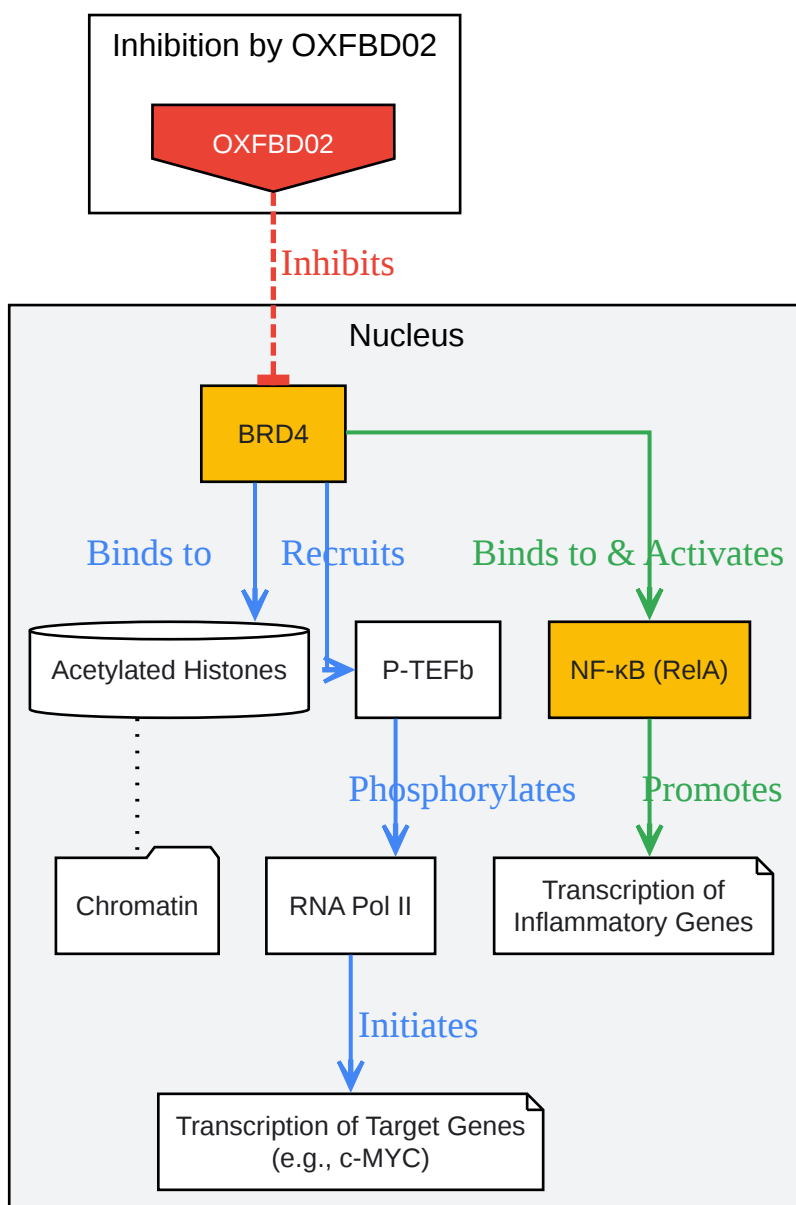 Inhibition by OXFBD02
OXFBD02
Inhibits
Nucleus
BRD4
Binds to
Recruits
Binds to & Activates
Acetylated Histones
P-TEFb
NF-κB (RelA)
Phosphorylates
Promotes
Chromatin
RNA Pol II
Transcription of
Inflammatory Genes
Initiates
Transcription of Target Genes
(e.g., c-MYC)